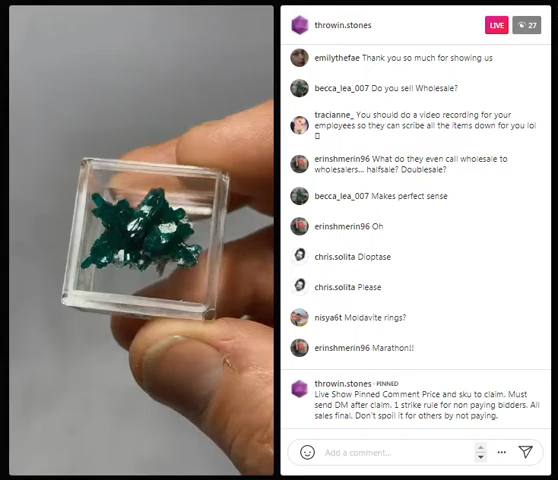 throwin.stones
LIVE
27
emilythefae Thank you so much for showing us
becca_lea_007 Do you sell Wholesale?
tracianne_ You should do a video recording for your
employees so they can scribe all the items down for you lol
erinshmerin96 What do they even call wholesale to
wholesalers... halfsale? Doublesale?
becca_lea_007 Makes perfect sense
erinshmerin96 Oh
chris.solita Dioptase
chris.solita Please
nisya6t Moldavite rings?
erinshmerin96 Marathon!!
throwin.stones · PINNED
Live Show Pinned Comment Price and sku to claim. Must
send DM after claim. 1 strike rule for non paying bidders. All
sales final. Don't spoil it for others by not paying.
Add a comment...